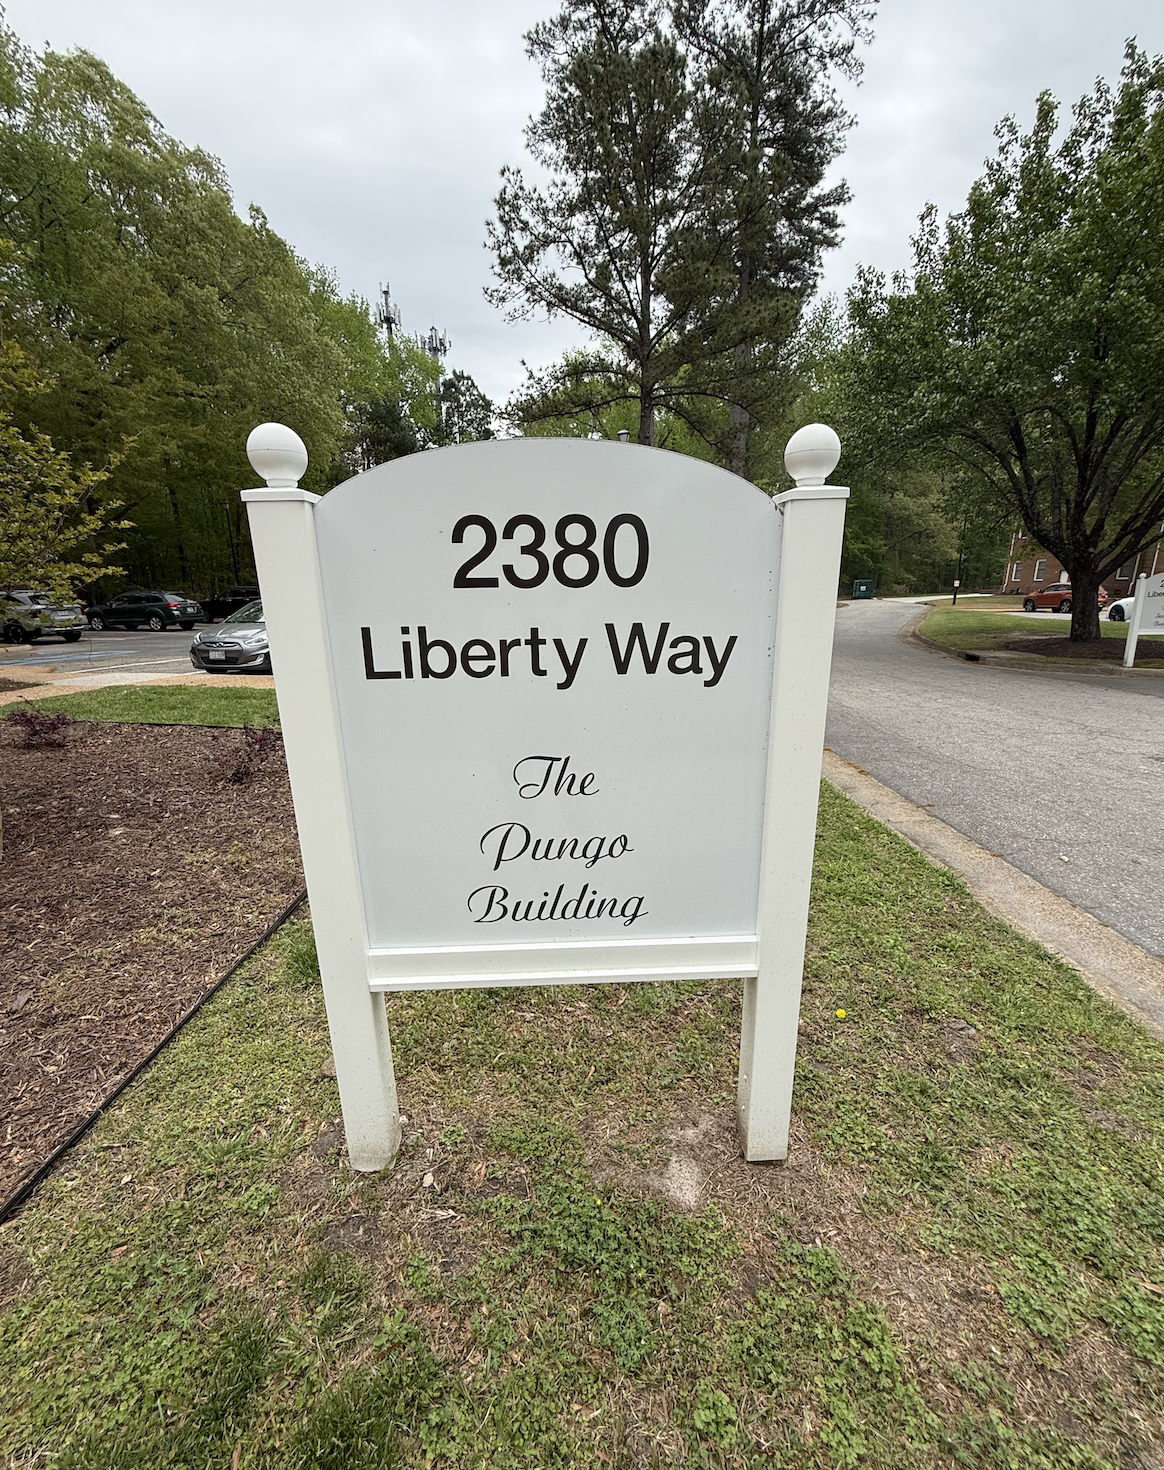 2380
Liberty Way
The
Pungo
Building